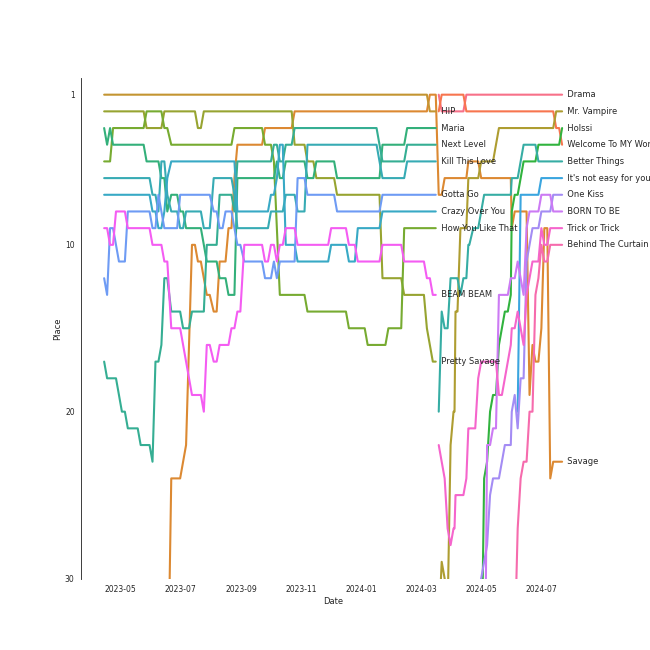 1
10
20
30
Place
2023-05
2023-07
2023-09
2023-11
2024-01
2024-03
2024-05
2024-07
Date
HIP
Maria
Next Level
Kill This Love
Gotta Go
Crazy Over You
How You Like That
BEAM BEAM
Pretty Savage
Drama
Mr. Vampire
Holssi
Welcome To MY Wor
Better Things
It's not easy for you
One Kiss
BORN TO BE
Trick or Trick
Behind The Curtain
Savage